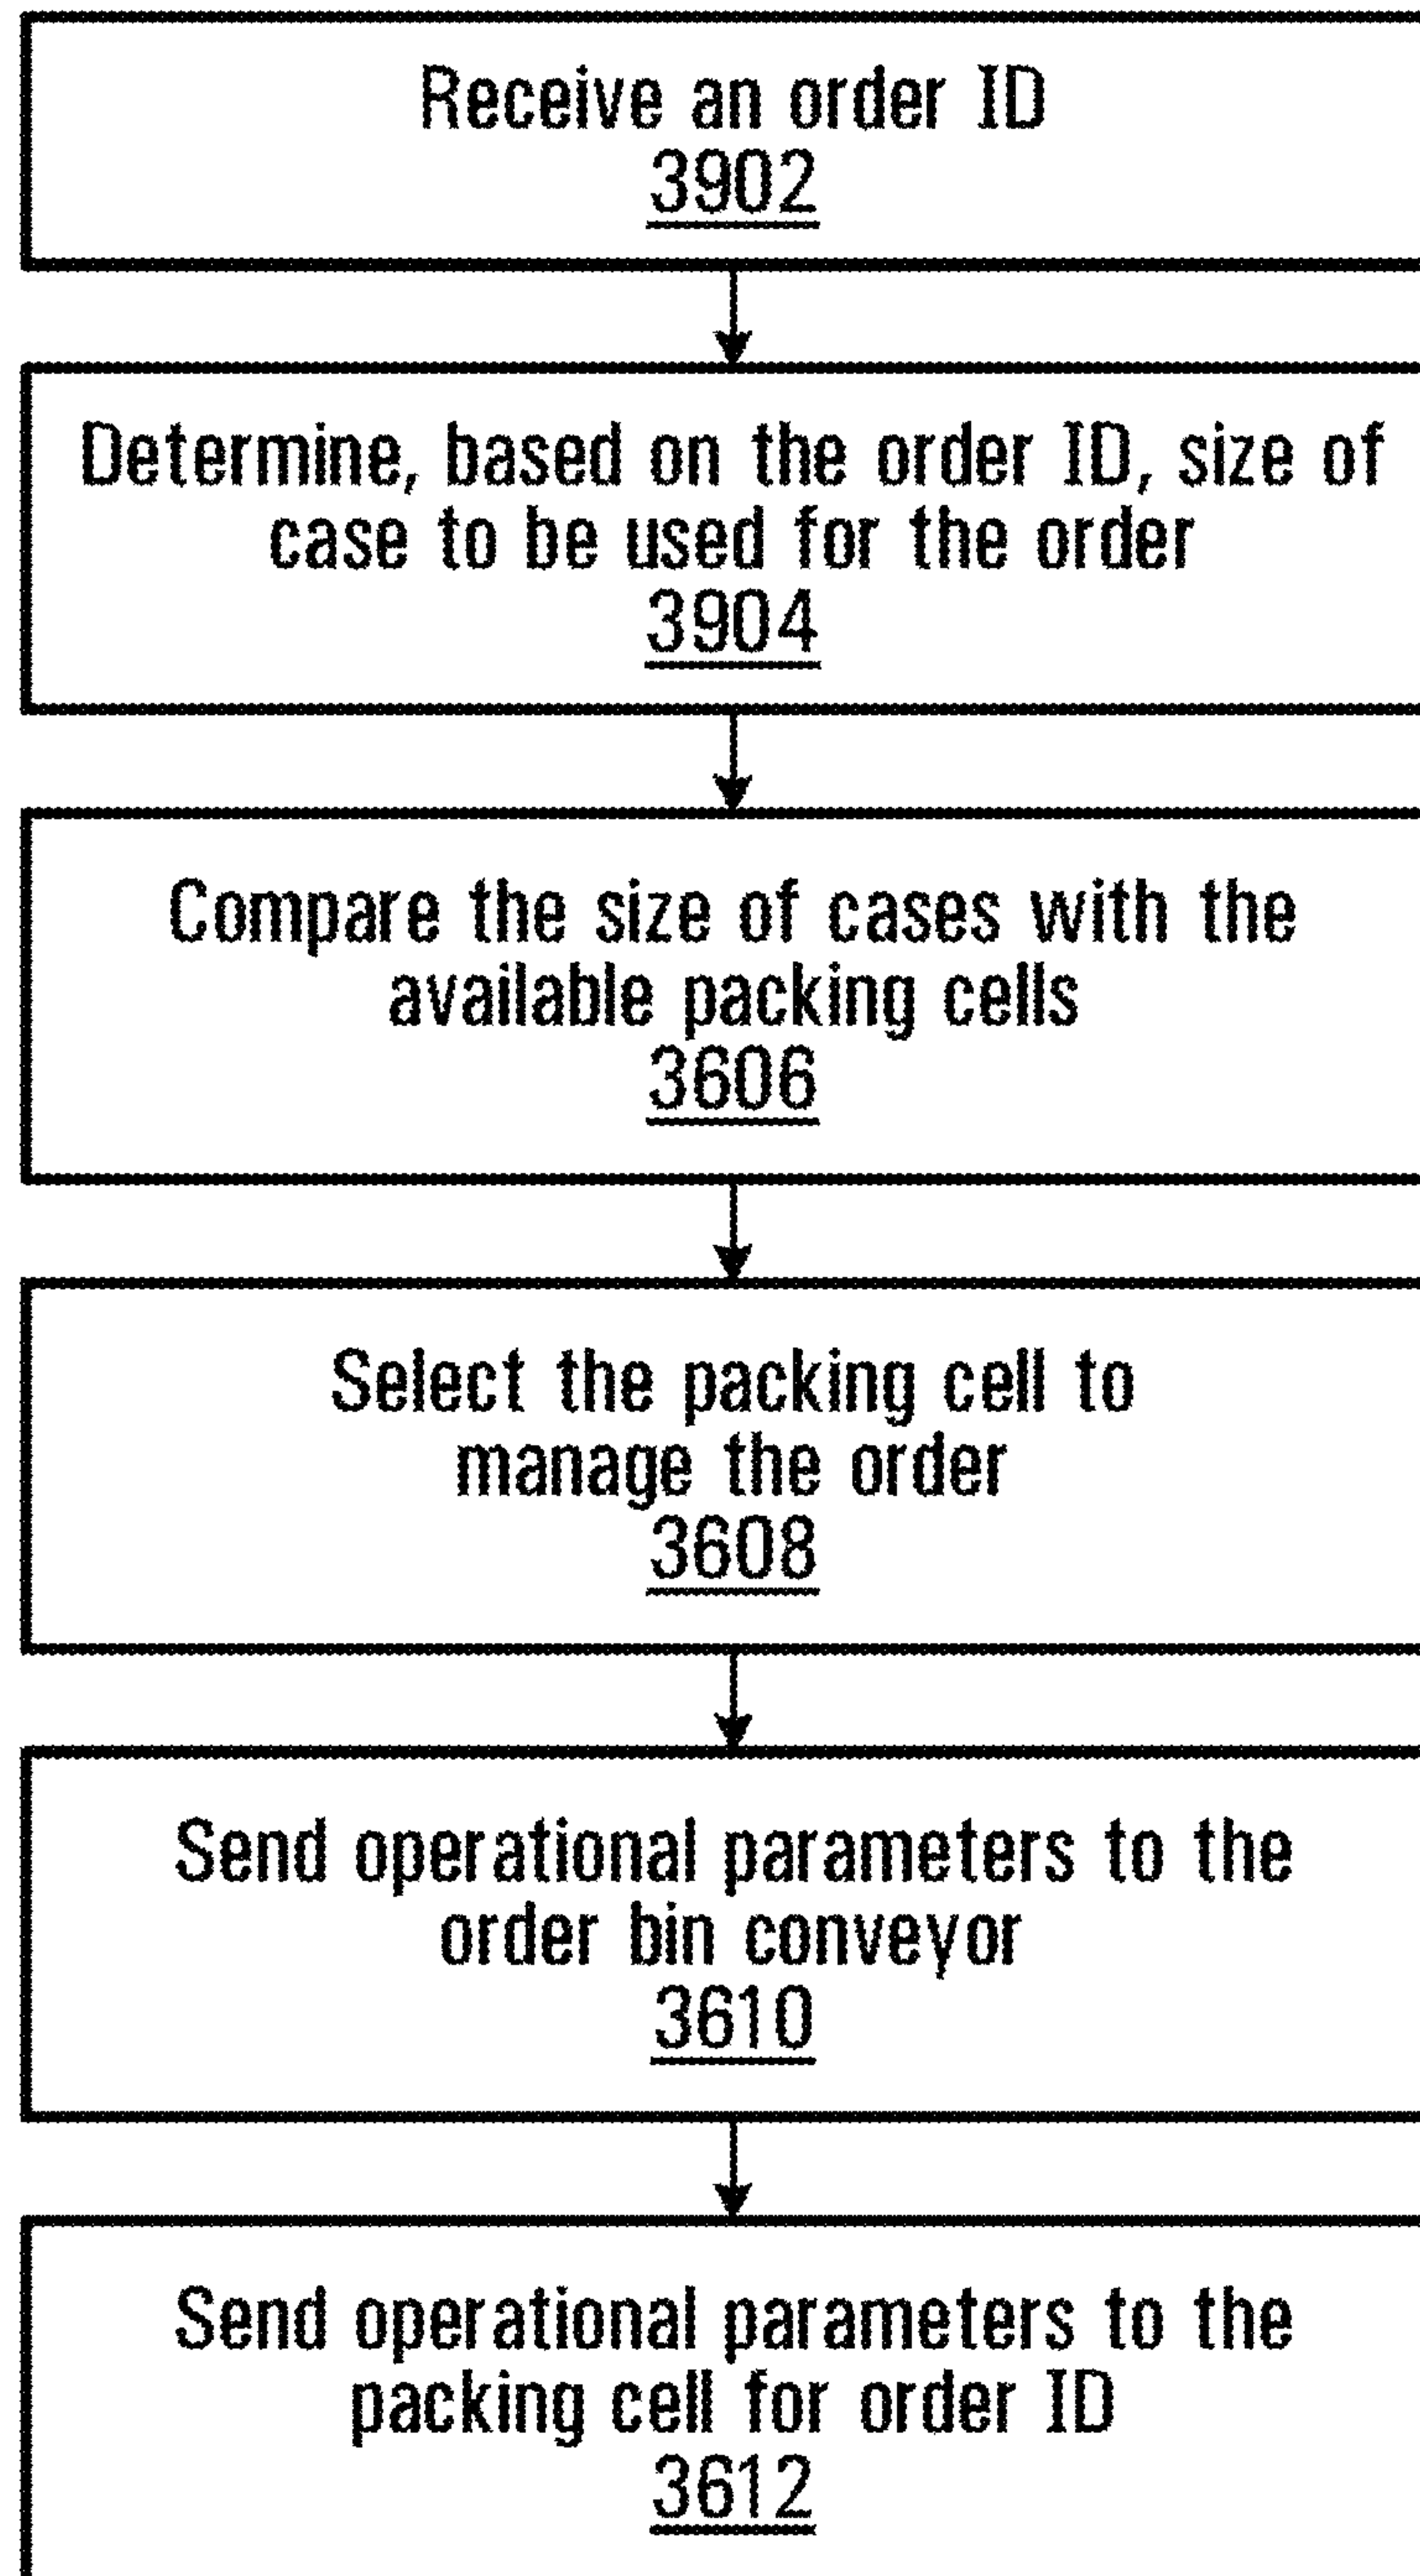 Receive an order ID
3902
Determine, based on the order ID, size of
case to be used for the order
3904
Compare the size of cases with the
available packing cells
3606
Select the packing cell to
manage the order
3608
Send operational parameters to the
order bin conveyor
3610
Send operational parameters to the
packing cell for order ID
3612